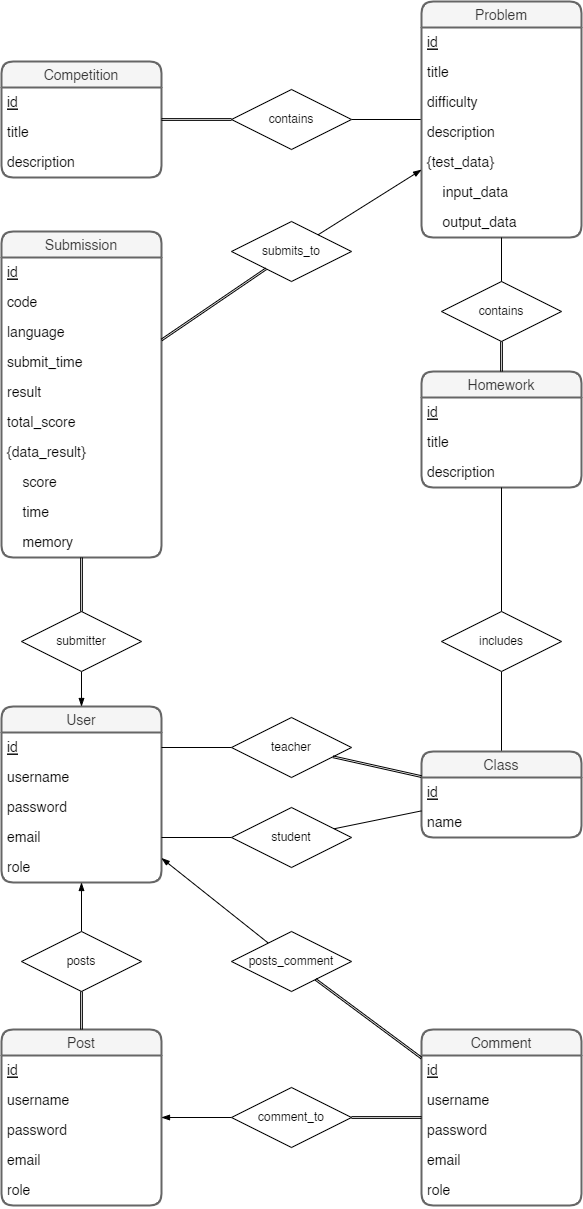 Problem
id
title
difficulty
description
{test_data}
input_data
output_data
Competition
id
title
description
contains
Submission
id
code
language
submit_time
result
total_score
{data_result}
score
time
memory
submits_to
contains
Homework
id
title
description
submitter
includes
User
id
username
password
email
role
teacher
student
Class
id
name
posts
posts_comment
Post
id
username
password
email
role
comment_to
Comment
id
username
password
email
role